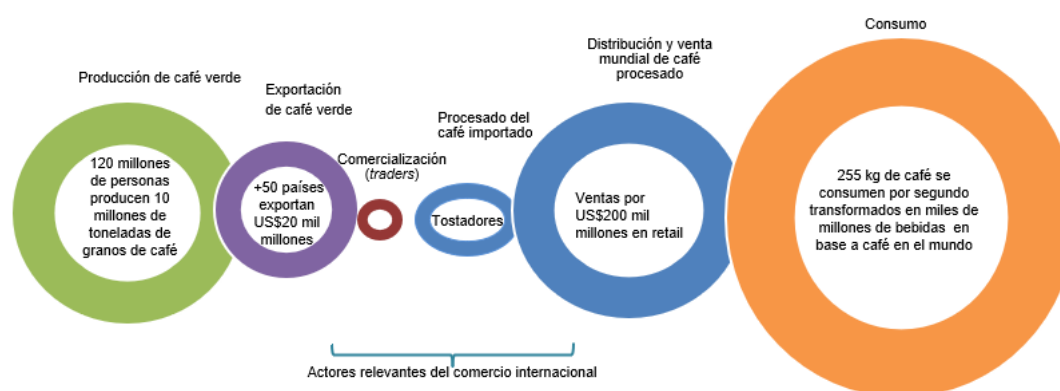 Producción de café verde
120 millones
de personas
producen 10
millones de
toneladas de
granos de café
Exportación
de café verde
+50 países
exportan
US$20 mil
millones
Comercialización
(traders)
Procesado del
café importado
Tostadores
Distribución y venta
mundial de café
procesado
Ventas por
US$200 mil
millones en retail
Consumo
255 kg de café se
consumen por segundo
transformados en miles de
millones de bebidas en
base a café en el mundo
Actores relevantes del comercio internacional